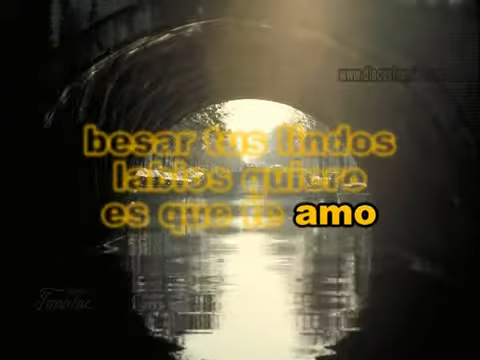 besar tus lindos
labios quiero
es que te amo